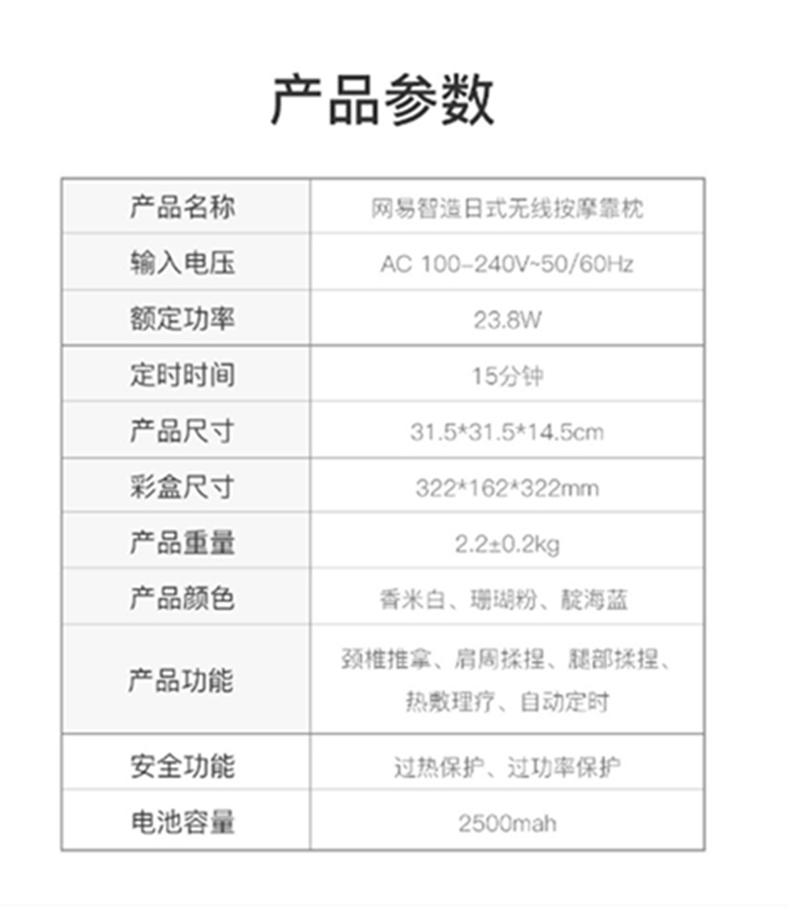 产品参数
产品名称 网易智造日式无线按摩靠枕
输入电压 AC 100-240V~50/60Hz
额定功率 23.8W
定时时间 15分钟
产品尺寸 31.5*31.5*14.5cm
彩盒尺寸 322*162*322mm
产品重量 2.2±0.2kg
产品颜色 香米白、珊瑚粉、靛海蓝
产品功能 颈椎推拿、肩周揉捏、腿部揉捏、
热敷理疗、自动定时
安全功能 过热保护、过功率保护
电池容量 2500mah